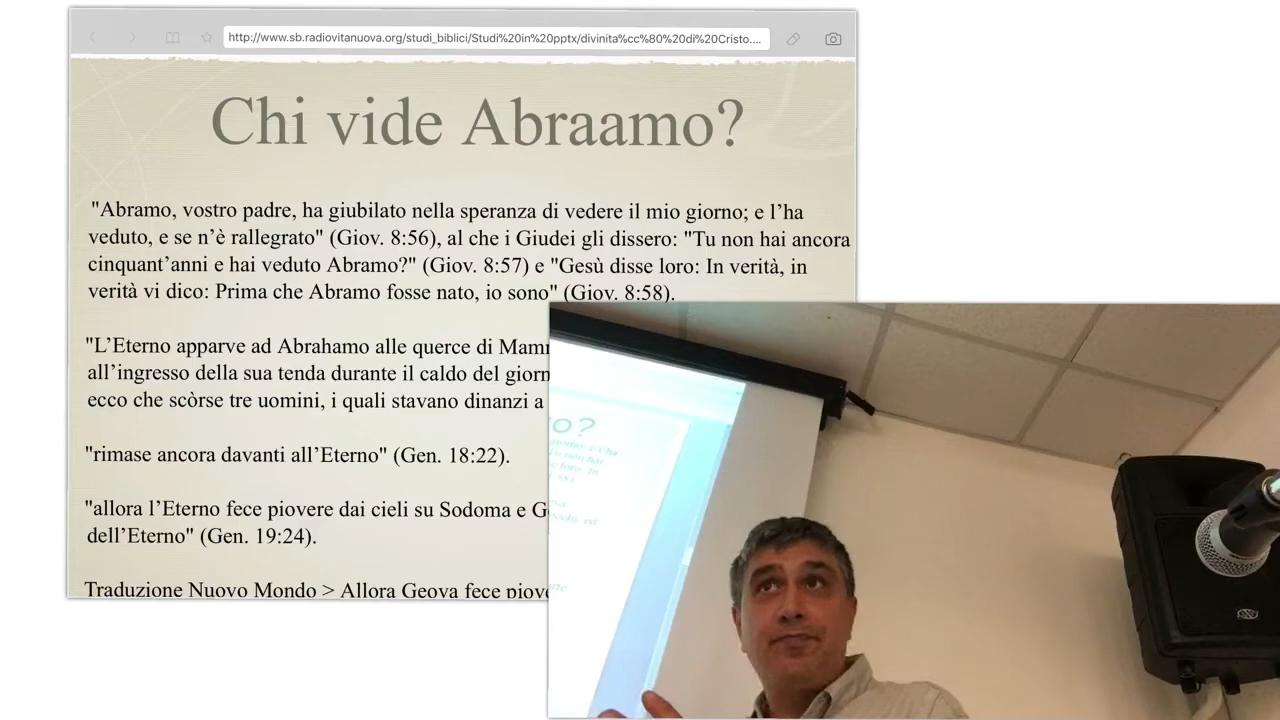 http://www.sb.radiovitanuova.org/studi_biblici/Studi%20in%20pptx/divinita%cc%80%20di%20Cristo....
Chi vide Abraamo?
"Abramo, vostro padre, ha giubilato nella speranza di vedere il mio giorno; e l’ha
veduto, e se n’è rallegrato" (Giov. 8:56), al che i Giudei gli dissero: "Tu non hai ancora
cinquant’anni e hai veduto Abramo?" (Giov. 8:57) e "Gesù disse loro: In verità, in
verità vi dico: Prima che Abramo fosse nato, io sono" (Giov. 8:58).
"L’Eterno apparve ad Abrahamo alle querce di
all’ingresso della sua tenda durante il caldo del
ecco che scòrse tre uomini, i quali stavano dinanzi a
"rimase ancora davanti all’Eterno" (Gen. 18:22).
"allora l’Eterno fece piovere dai cieli su Sodoma e
dell’Eterno" (Gen. 19:24).
Traduzione Nuovo Mondo > Allora Geova fece
o?